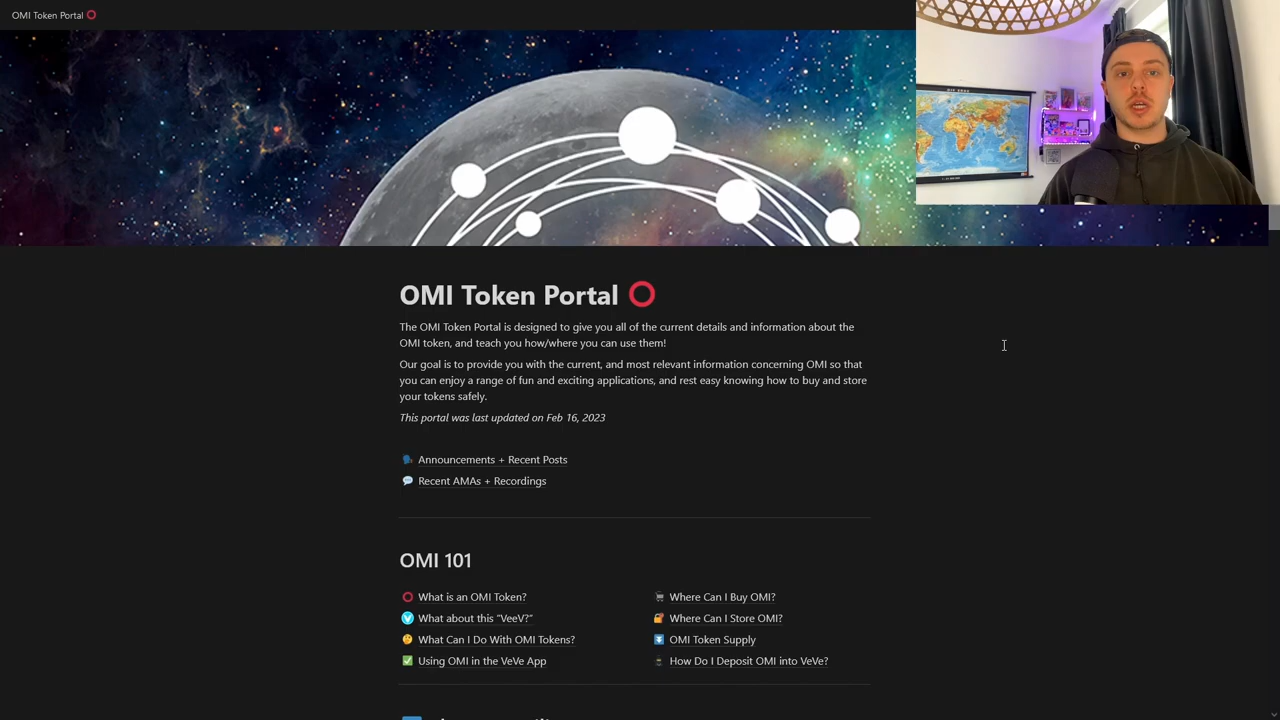 OMI Token Portal
OMI Token Portal
The OMI Token Portal is designed to give you all of the current details and information about the
OMI token, and teach you how/where you can use them!
Our goal is to provide you with the current, and most relevant information concerning OMI so that
you can enjoy a range of fun and exciting applications, and rest easy knowing how to buy and store
your tokens safely.
This portal was last updated on Feb 16, 2023
Announcements + Recent Posts
Recent AMAs + Recordings
OMI 101
What is an OMI Token?
What about this "VeeV?"
What Can I Do With OMI Tokens?
Using OMI in the VeVe App
Where Can I Buy OMI?
Where Can I Store OMI?
OMI Token Supply
How Do I Deposit OMI into VeVe?